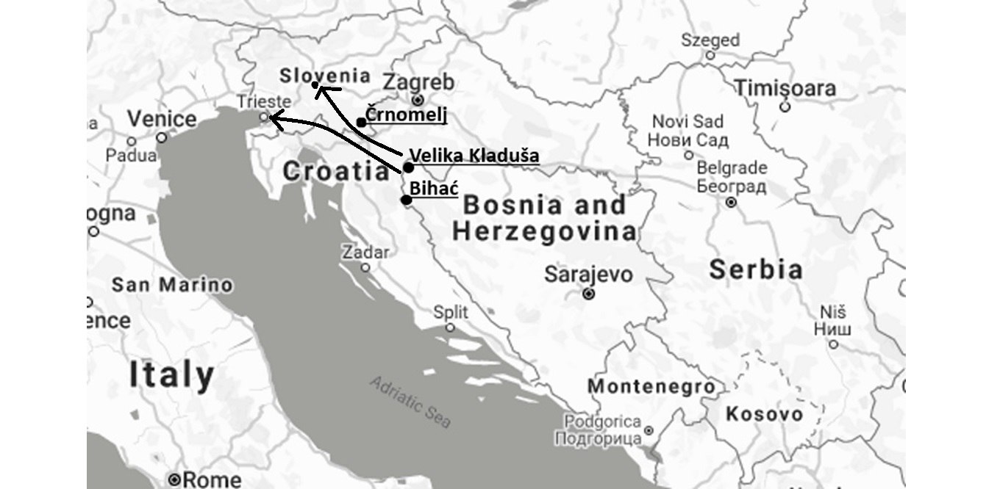 Szeged
Slovenia
Zagreb
Timișoara
Trieste
Venice
Črnomelj
Novi Sad
Нови Сад
Padua
Velika Kladuša
Croatia
Belgrade
Београд
Bihać
Bosnia and
Herzegovina
ogna
Zadar
Serbia
Sarajevo
San Marino
Split
Niš
Ниш
ence
Italy
Adriatic Sea
Montenegro
Kosovo
Podgorica
Подгорица
Rome